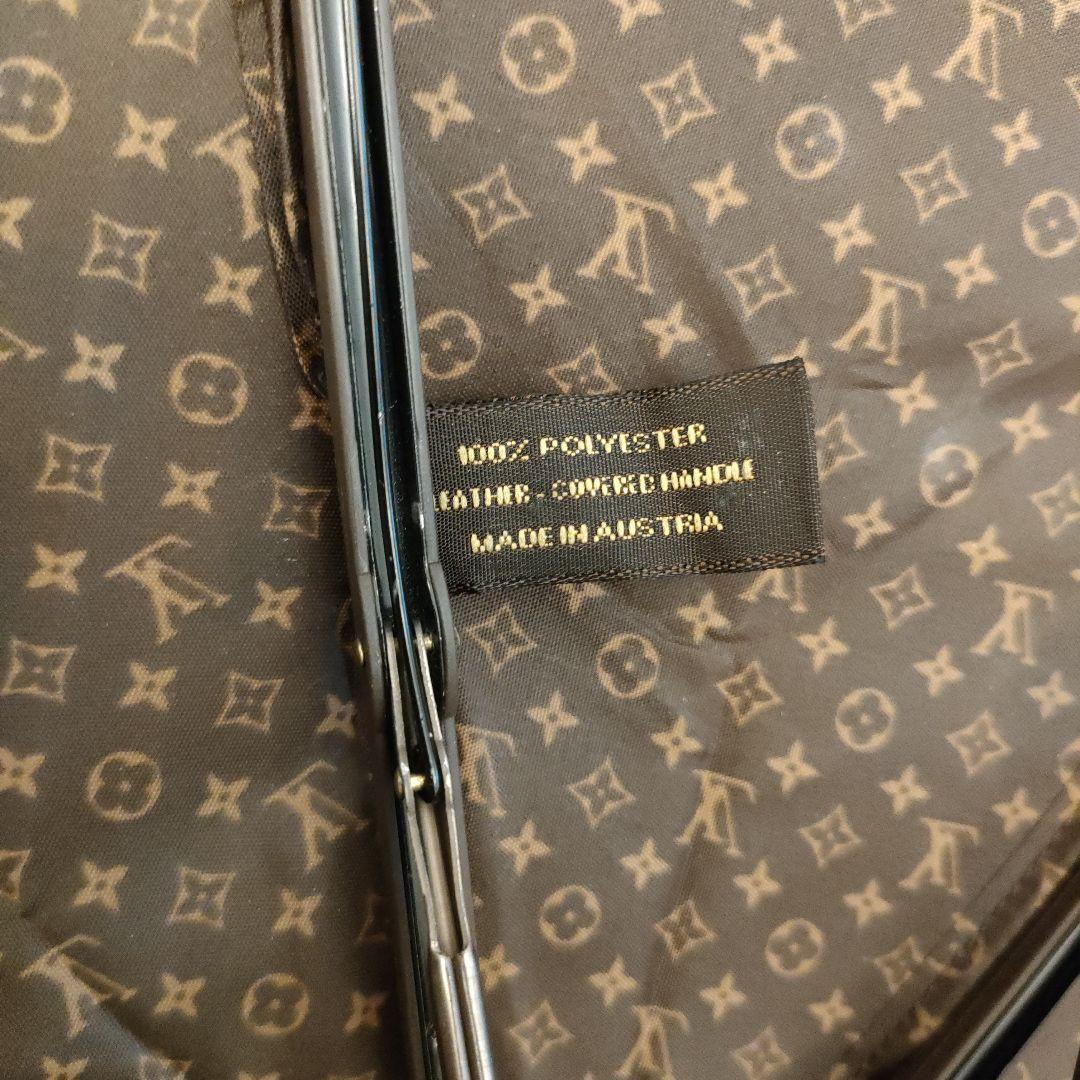 100% POLYESTER
LEATHER - COVERED HANDLE
MADE IN AUSTRIA